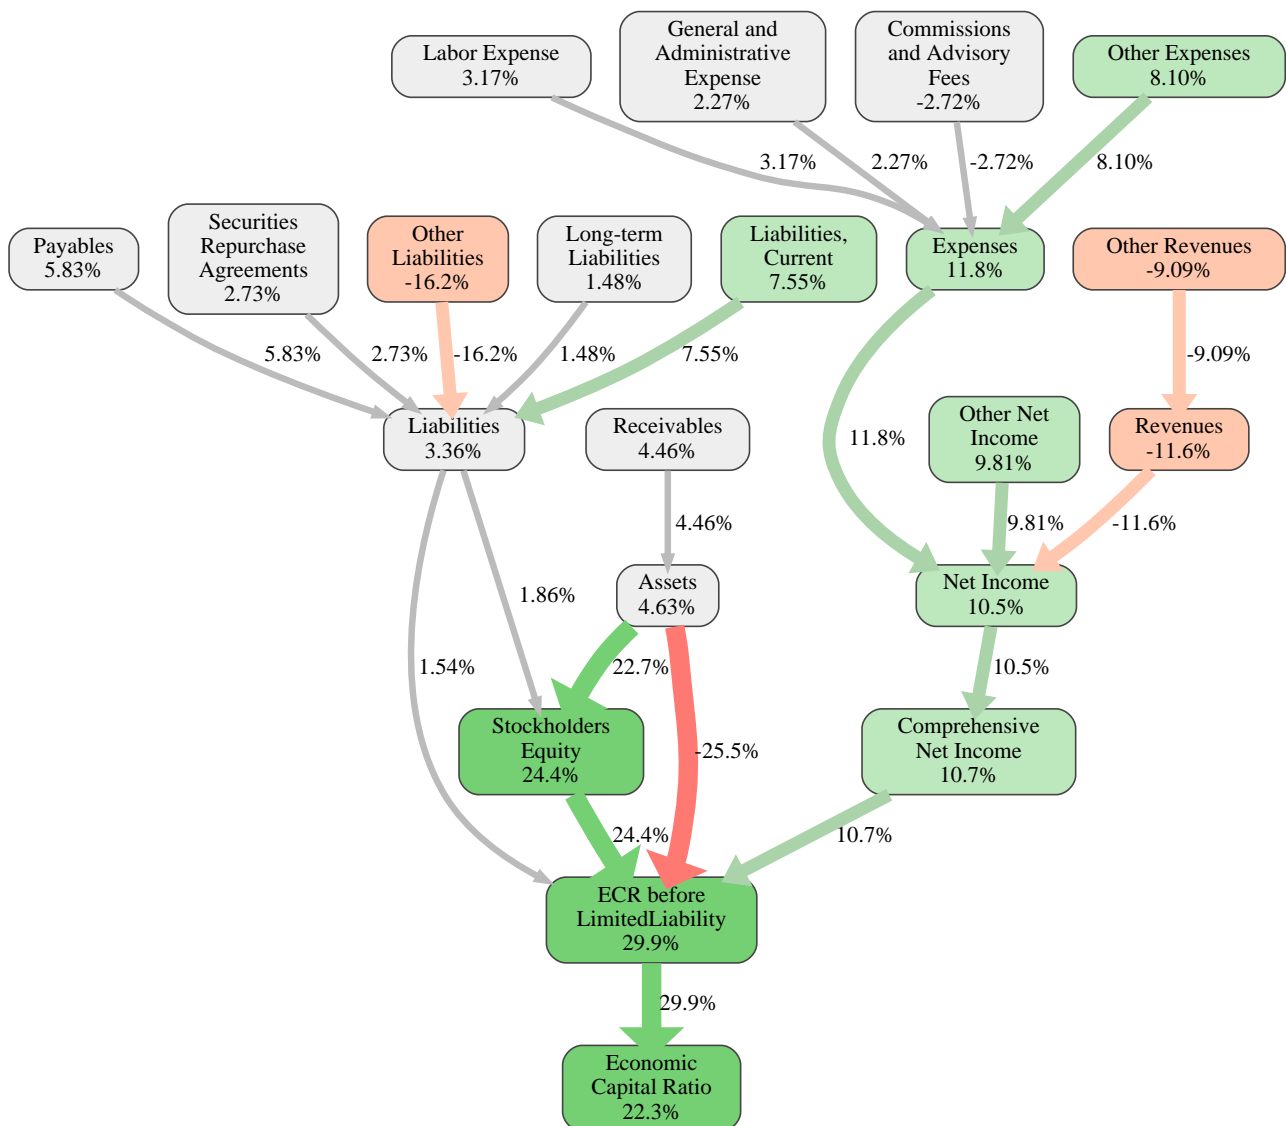 Labor Expense
3.17%
General and
Administrative
Expense
2.27%
Commissions
and Advisory
Fees
-2.72%
Other Expenses
8.10%
3.17%
2.27%
-2.72%
8.10%
Payables
5.83%
Securities
Repurchase
Agreements
2.73%
Other
Liabilities
-16.2%
Long-term
Liabilities
1.48%
Liabilities,
Current
7.55%
Expenses
11.8%
Other Revenues
-9.09%
5.83%
2.73%
-16.2%
1.48%
7.55%
-9.09%
Liabilities
3.36%
Receivables
4.46%
11.8%
Other Net
Income
9.81%
Revenues
-11.6%
4.46%
9.81%
-11.6%
1.86%
Assets
4.63%
Net Income
10.5%
1.54%
22.7%
-25.5%
10.5%
Stockholders
Equity
24.4%
Comprehensive
Net Income
10.7%
24.4%
10.7%
ECR before
LimitedLiability
29.9%
29.9%
Economic
Capital Ratio
22.3%